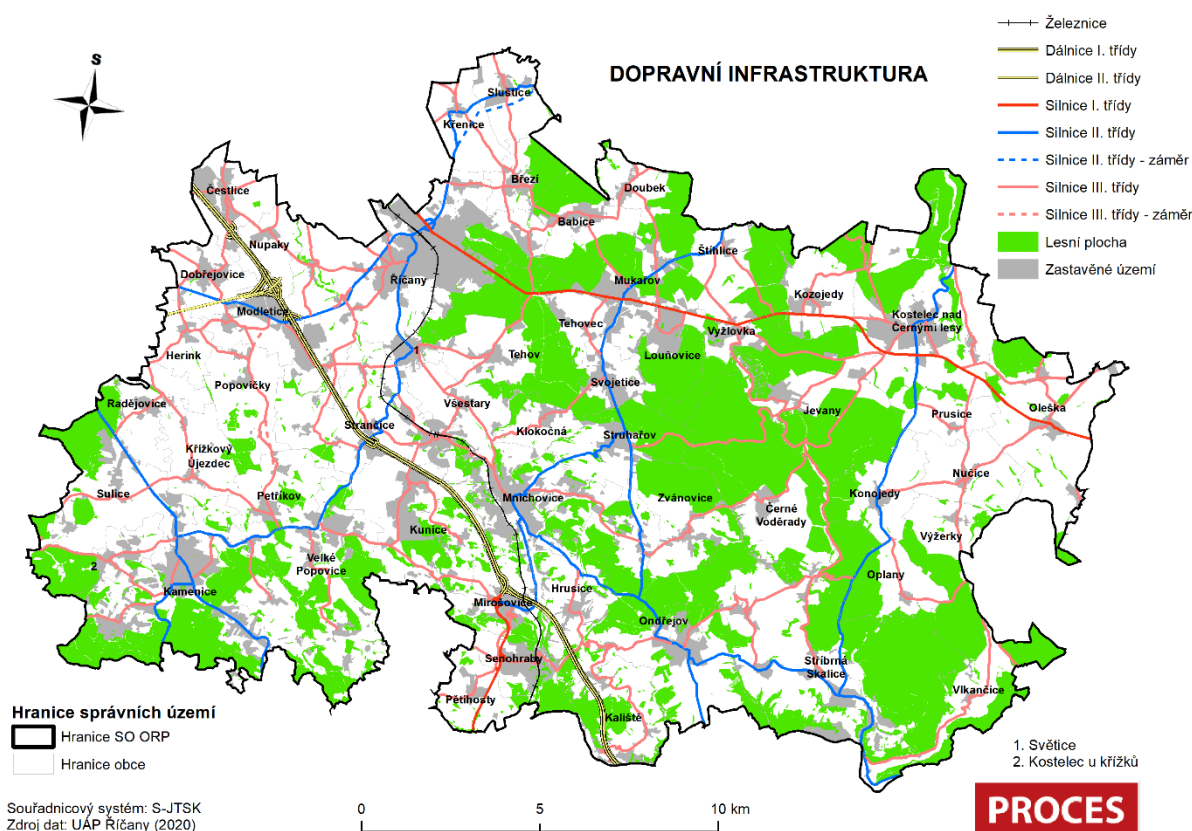 S
DOPRAVNÍ INFRASTRUKTURA
Železnice
Dálnice I. třídy
Dálnice II. třídy
Silnice I. třídy
Silnice II. třídy
Silnice II. třídy - záměr
Silnice III. třídy
Silnice III. třídy - záměr
Lesní plocha
Zastavěné území
Sluštice
Křenice
Březí
Doubek
Čestlice
Babice
Nupaky
Štíhlice
Dobřejovice
Říčany
Mukařov
Kozojedy
Modletice
Kostelec nad
Černými lesy
Tehovec
Vyžlovka
Herink
1
Tehov
Louňovice
Popovičky
Svojetice
Radějovice
Všestary
Jevany
Prusice
Oleška
Strančice
Klokočná
Struhařov
Křížkový
Újezdec
Nučice
Sulice
Petříkov
Mnichovice
Zvánovice
Konojedy
Černé
Voděrady
Kunice
Výžerky
Velké
Popovice
2
Kamenice
Hrusice
Oplany
Mirošovice
Ondřejov
Senohraby
Stříbrná
Skalice
Pětihosty
Vlkančice
Kaliště
Hranice správních území
Hranice SO ORP
Hranice obce
1. Světice
2. Kostelec u křížků
Souřadnicový systém: S-JTSK
Zdroj dat: ÚAP Říčany (2020)
0 5 10 km
PROCES